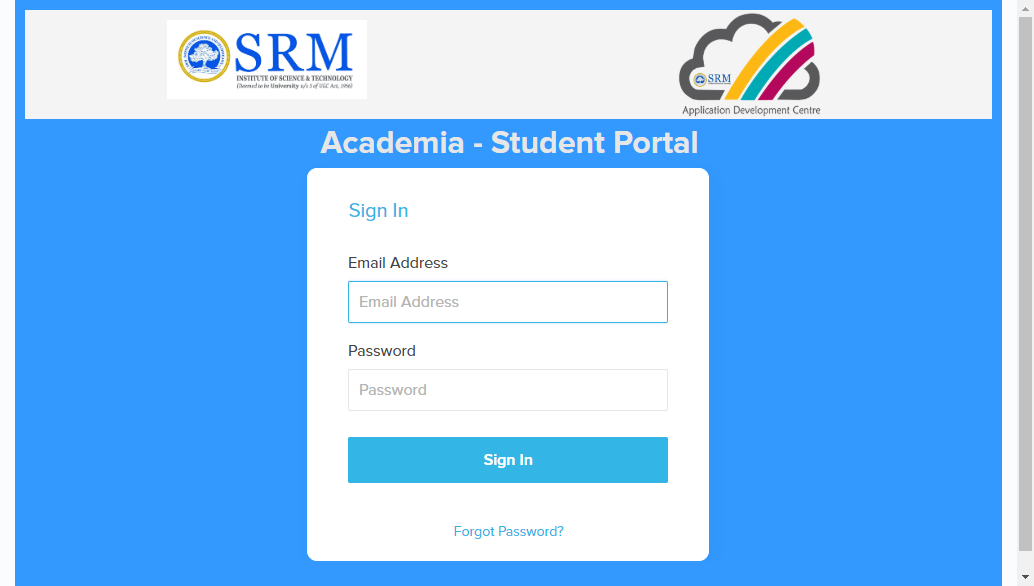 SRM
INSTITUTE OF SCIENCE & TECHNOLOGY
(Deemed to be University u/s 3 of UGC Act, 1956)
SRM
Application Development Centre
Academia - Student Portal
Sign In
Email Address
Email Address
Password
Password
Sign In
Forgot Password?